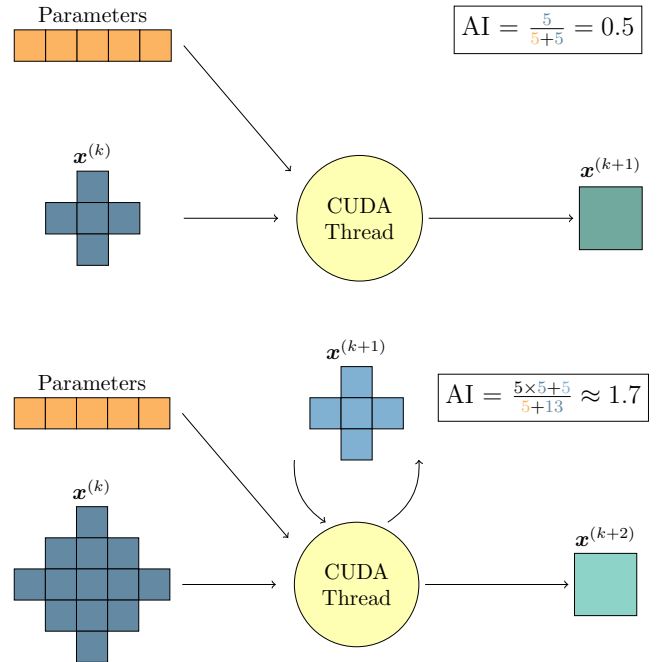 Parameters
AI = 5/(5+5) = 0.5
x^(k)
CUDA
Thread
x^(k+1)
x^(k+1)
Parameters
AI = (5×5+5)/(5+13) ≈ 1.7
x^(k)
CUDA
Thread
x^(k+2)